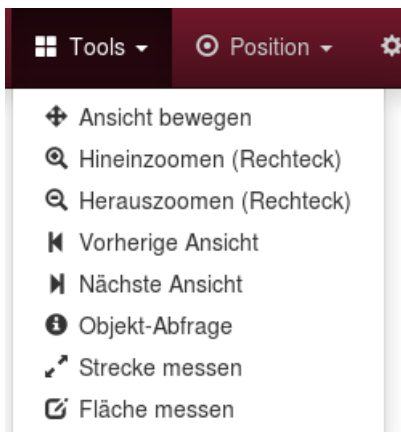 Tools Position
Ansicht bewegen
Hineinzoomen (Rechteck)
Herauszoomen (Rechteck)
Vorherige Ansicht
Nächste Ansicht
Objekt-Abfrage
Strecke messen
Fläche messen